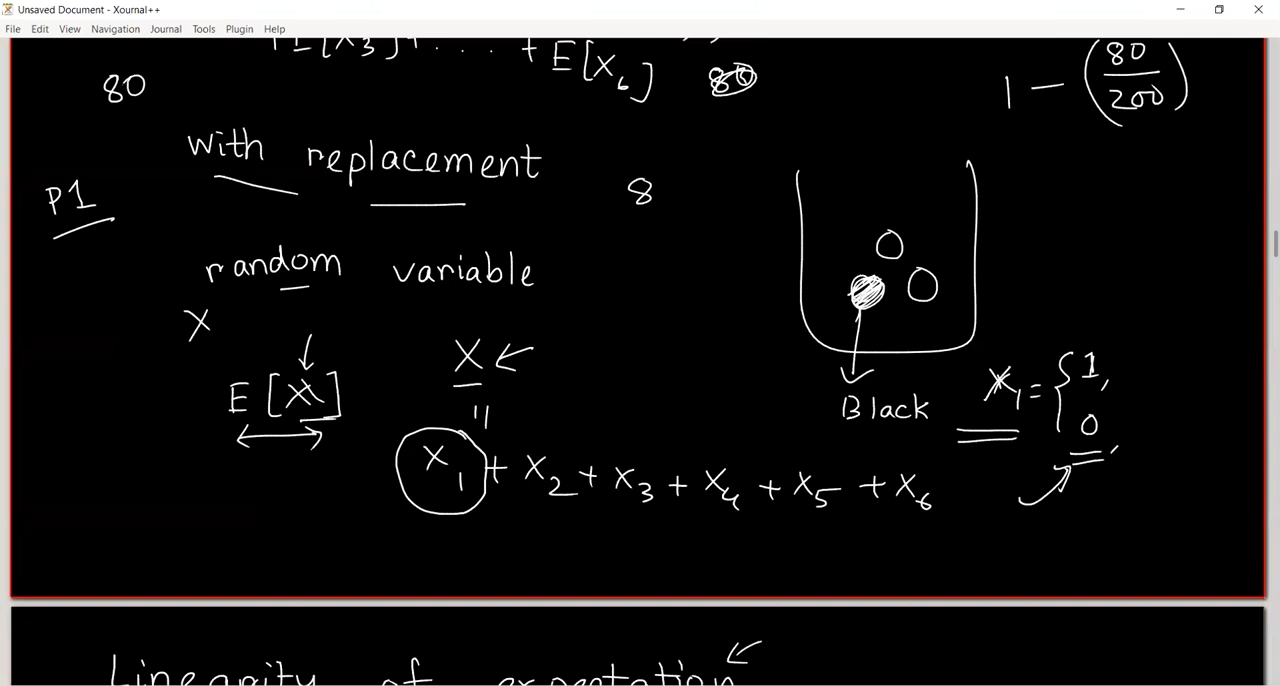 Unsaved Document - Xournal++
File Edit View Navigation Journal Tools Plugin Help
E[X3]+ .... + E[X6]
80
80
1 - (80/200)
with replacement
P1
8
random variable
X
E[X]
X
Black
X1 = { 1,
0,
"
X1 + X2 + X3 + X4 + X5 + X6
Linearity of expectation